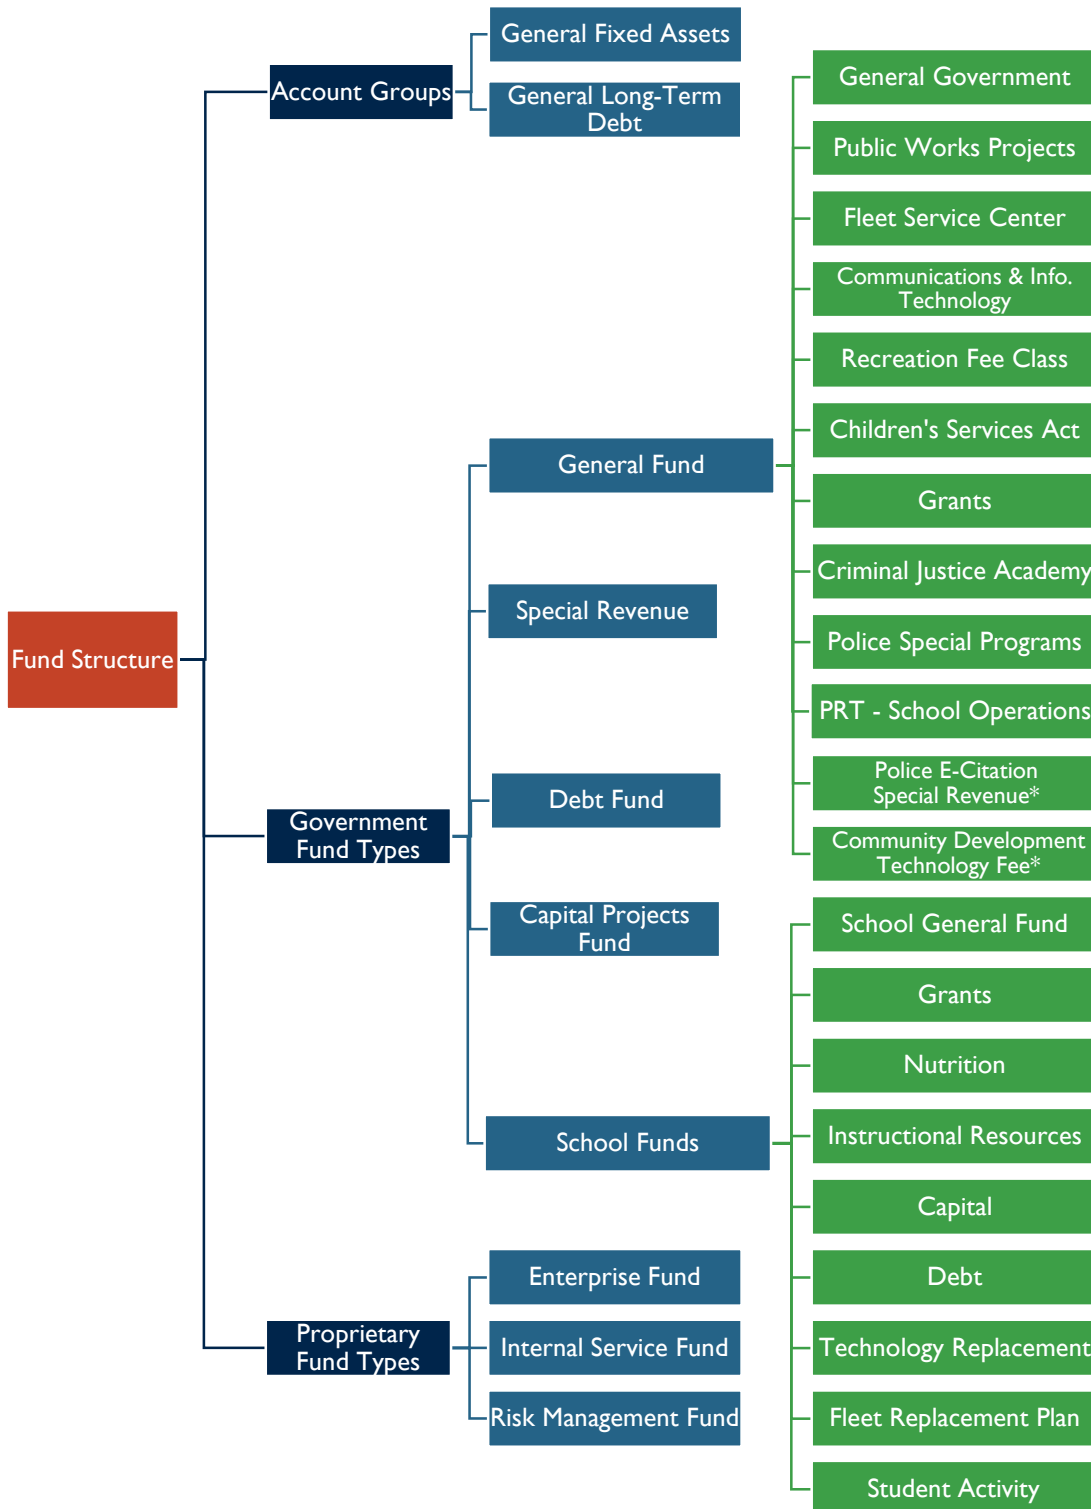 Fund Structure
Account Groups
General Fixed Assets
General Long-Term
Debt
Government
Fund Types
General Fund
General Government
Public Works Projects
Fleet Service Center
Communications & Info.
Technology
Recreation Fee Class
Children's Services Act
Grants
Criminal Justice Academy
Police Special Programs
PRT - School Operations
Police E-Citation
Special Revenue*
Community Development
Technology Fee*
Special Revenue
Debt Fund
Capital Projects
Fund
School Funds
School General Fund
Grants
Nutrition
Instructional Resources
Capital
Debt
Technology Replacement
Fleet Replacement Plan
Student Activity
Proprietary
Fund Types
Enterprise Fund
Internal Service Fund
Risk Management Fund